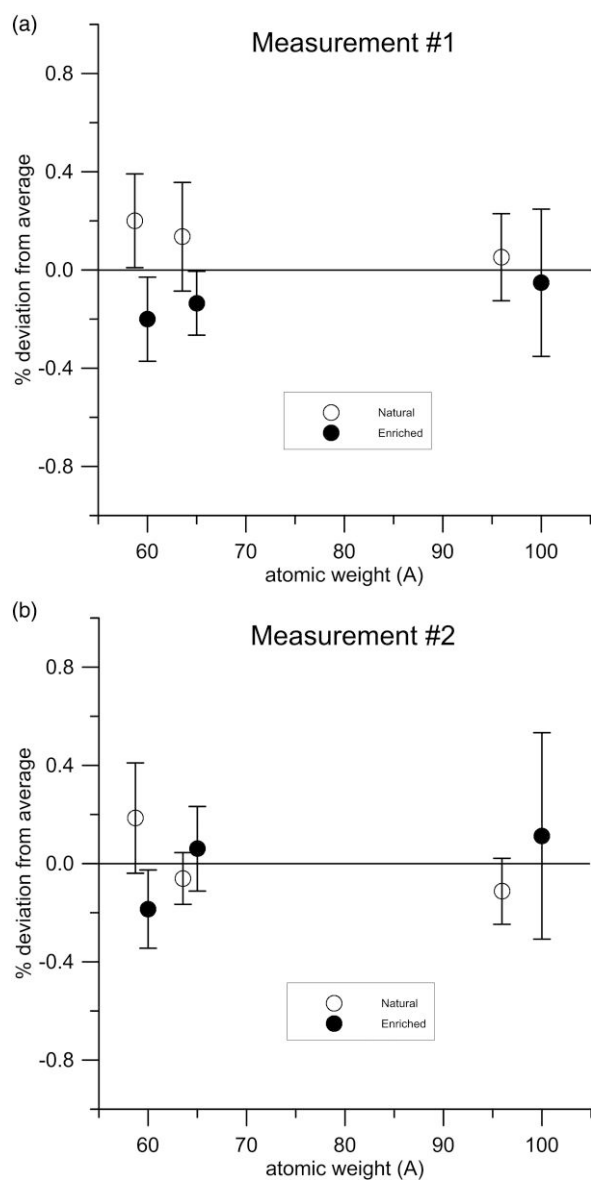 (a)
Measurement #1
% deviation from average
0.8
0.4
0.0
-0.4
-0.8
Natural
Enriched
60 70 80 90 100
atomic weight (A)
(b)
Measurement #2
% deviation from average
0.8
0.4
0.0
-0.4
-0.8
Natural
Enriched
60 70 80 90 100
atomic weight (A)